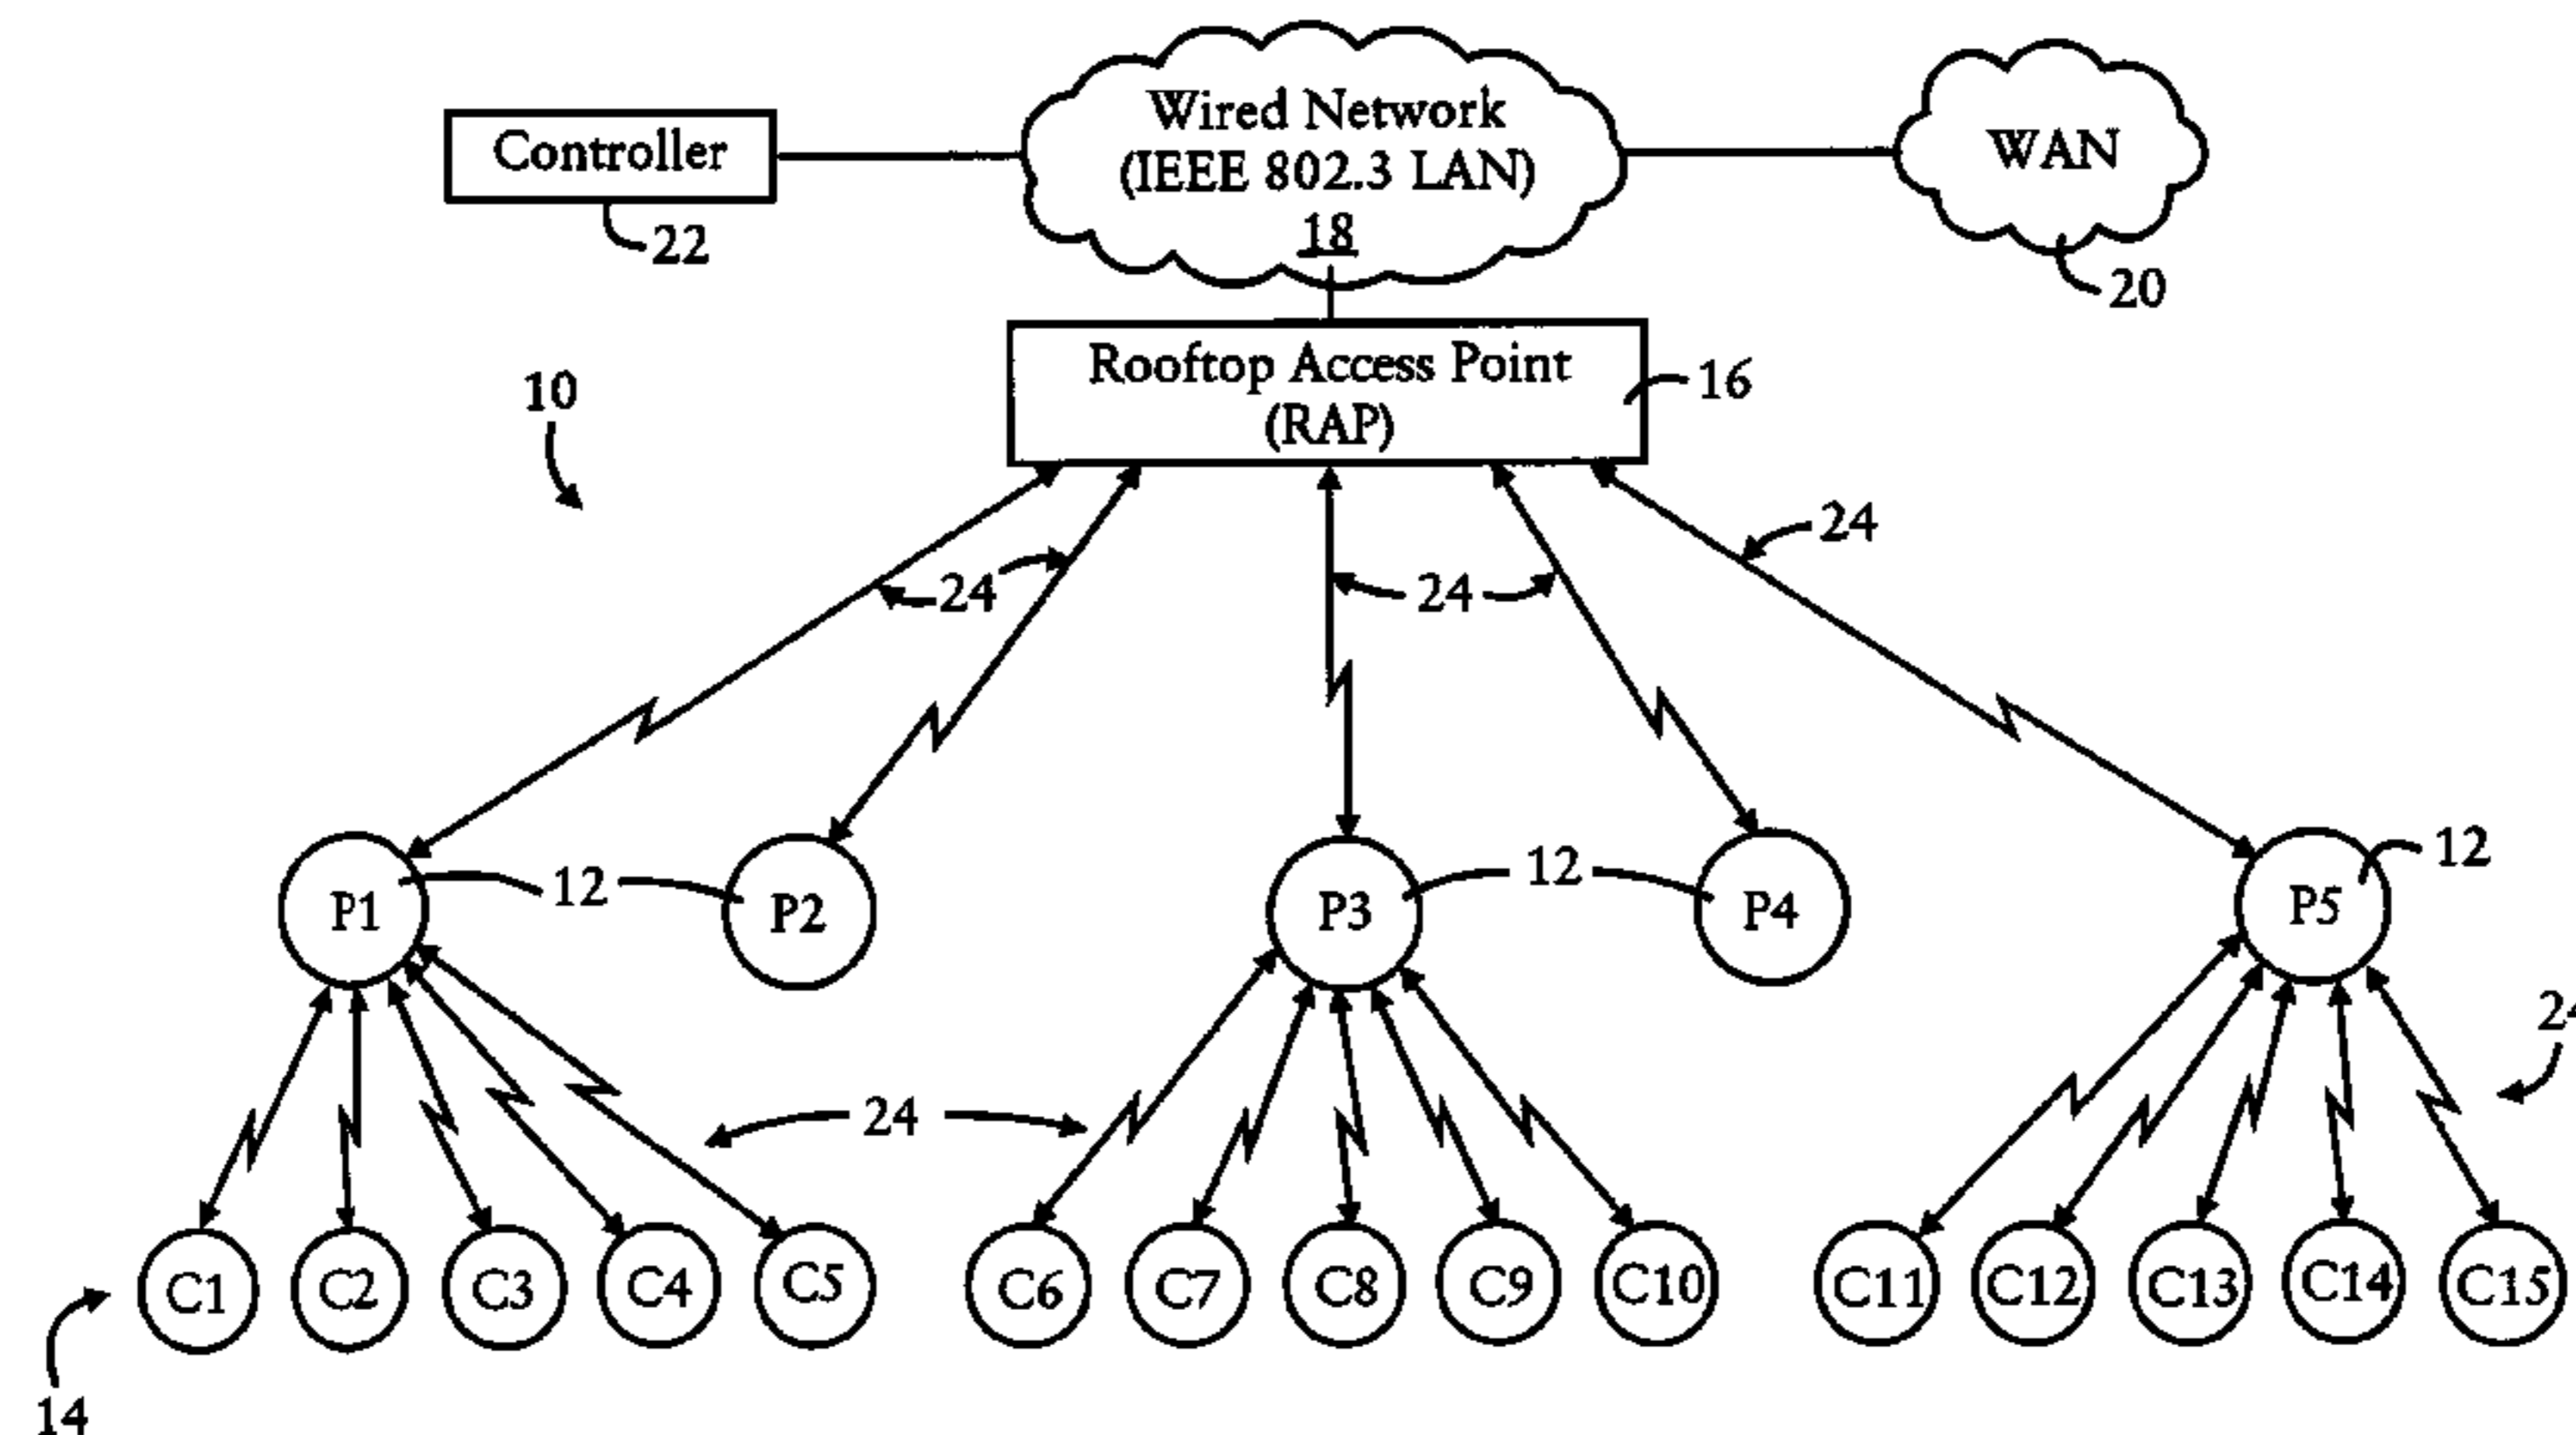 Controller
22
Wired Network
(IEEE 802.3 LAN)
18
WAN
20
Rooftop Access Point
(RAP)
16
10
24
24
24
P1
12
P2
P3
12
P4
P5
12
24
24
C1
C2
C3
C4
C5
C6
C7
C8
C9
C10
C11
C12
C13
C14
C15
14